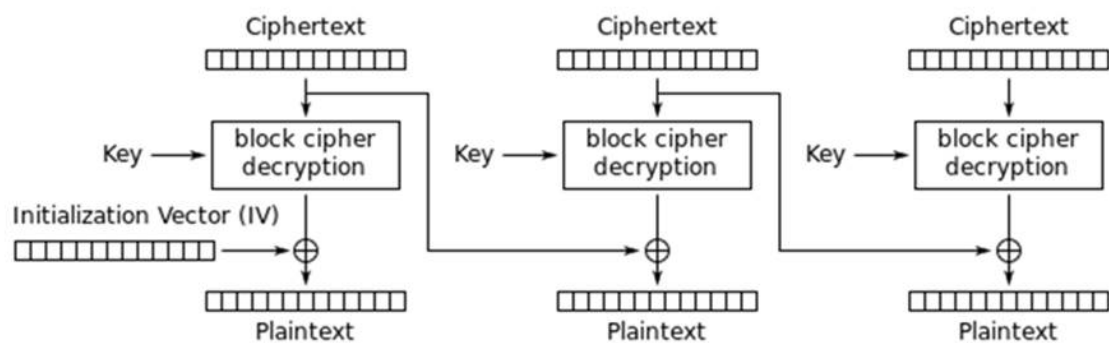 Ciphertext
Ciphertext
Ciphertext
Key
block cipher
decryption
Key
block cipher
decryption
Key
block cipher
decryption
Initialization Vector (IV)
Plaintext
Plaintext
Plaintext